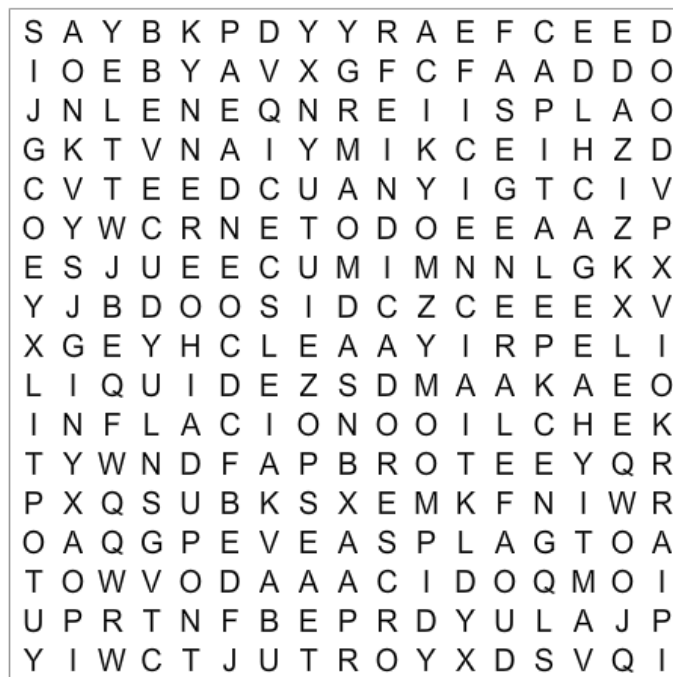 S A Y B K P D Y Y R A E F C E E D
I O E B Y A V X G F C F A A D D O
J N L E N E Q N R E I I S P L A O
G K T V N A I Y M I K C E I H Z D
C V T E E D C U A N Y I G T C I V
O Y W C R N E T O D O E E A A Z P
E S J U E E C U M I M N N L G K X
Y J B D O O S I D C Z C E E E X V
X G E Y H C L E A A Y I R P E L I
L I Q U I D E Z S D M A A K A E O
I N F L A C I O N O O I L C H E K
T Y W N D F A P B R O T E E Y Q R
P X Q S U B K S X E M K F N I W R
O A Q G P E V E A S P L A G T O A
T O W V O D A A A C I D O Q M O I
U P R T N F B E P R D Y U L A J P
Y I W C T J U T R O Y X D S V Q I